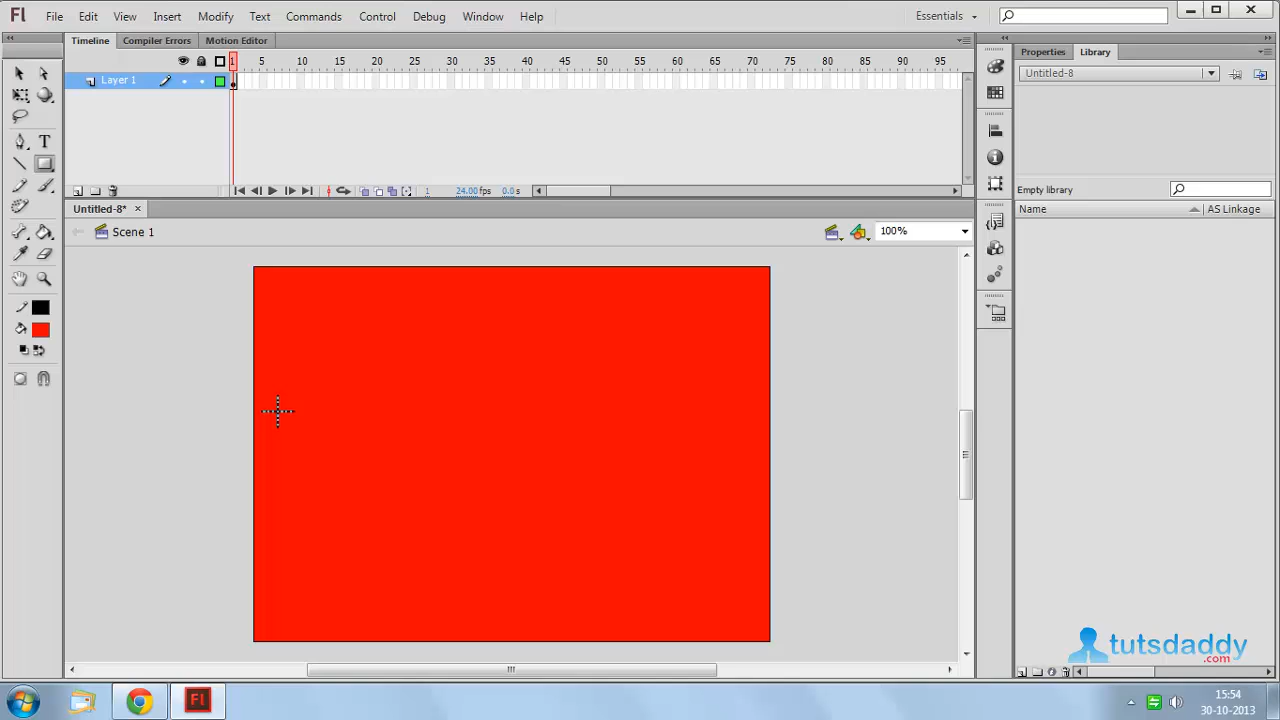 Fl File Edit View Insert Modify Text Commands Control Debug Window Help Essentials
Timeline Compiler Errors Motion Editor
Properties Library
1 5 10 15 20 25 30 35 40 45 50 55 60 65 70 75 80 85 90 95
Untitled-8
Layer 1
T
1 24.00 fps 0.0 s
Empty library
Untitled-8*
Name AS Linkage
Scene 1
100%
tutsdaddy
.com
Fl
15:54
30-10-2013